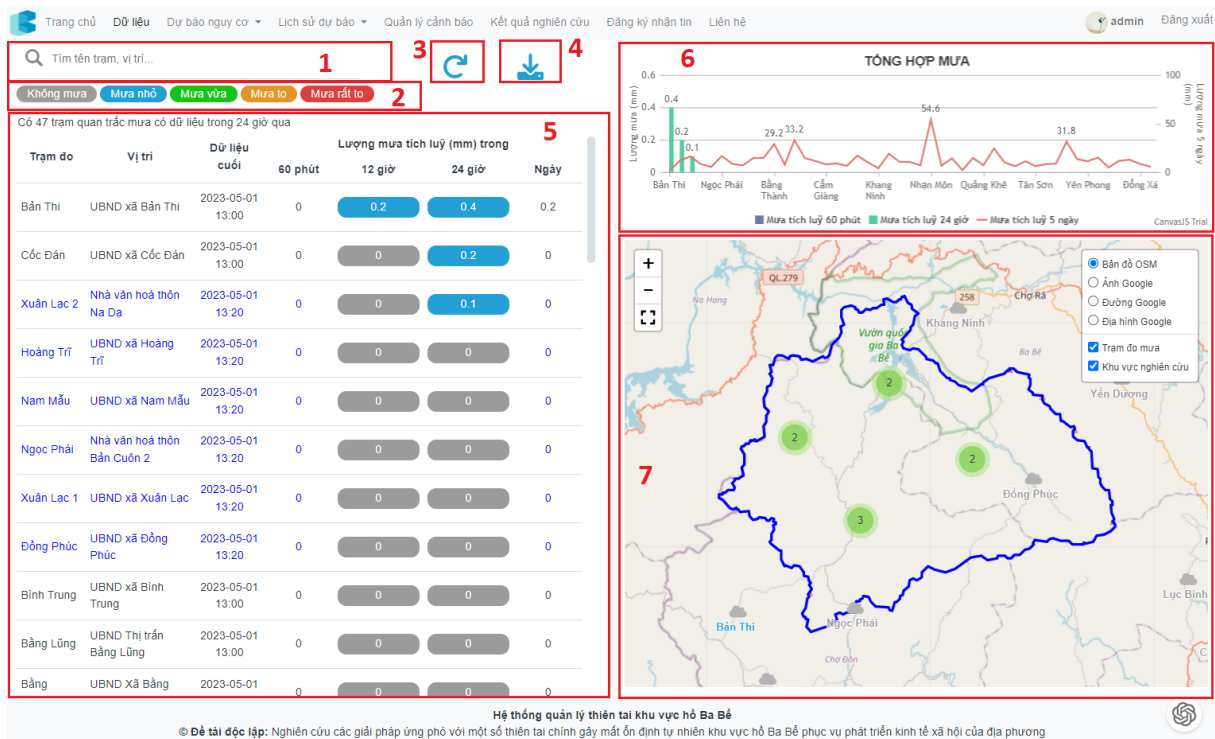 Trang chủ Dữ liệu Dự báo nguy cơ Lịch sử dự báo Quản lý cảnh báo Kết quả nghiên cứu Đăng ký nhận tin Liên hệ admin Đăng xuất
Tìm tên trạm, vị trí...
1
3
4
Không mưa Mưa nhỏ Mưa vừa Mưa to Mưa rất to
2
Có 47 trạm quan trắc mưa có dữ liệu trong 24 giờ qua
5
Trạm đo Vị trí Dữ liệu cuối Lượng mưa tích luỹ (mm) trong
60 phút 12 giờ 24 giờ Ngày
Bản Thi UBND xã Bản Thi 2023-05-01 13:00 0 0.2 0.4 0.2
Cốc Đán UBND xã Cốc Đán 2023-05-01 13:00 0 0 0.2 0
Xuân Lạc 2 Nhà văn hoá thôn Na Dạ 2023-05-01 13:20 0 0 0.1 0
Hoàng Trĩ UBND xã Hoàng Trĩ 2023-05-01 13:20 0 0 0 0
Nam Mẫu UBND xã Nam Mẫu 2023-05-01 13:20 0 0 0 0
Ngọc Phái Nhà văn hoá thôn Bản Cuôn 2 2023-05-01 13:20 0 0 0 0
Xuân Lạc 1 UBND xã Xuân Lạc 2023-05-01 13:20 0 0 0 0
Đồng Phúc UBND xã Đồng Phúc 2023-05-01 13:20 0 0 0 0
Bình Trung UBND xã Bình Trung 2023-05-01 13:00 0 0 0 0
Bằng Lũng UBND Thị trấn Bằng Lũng 2023-05-01 13:00 0 0 0 0
Bằng UBND Xã Bằng 2023-05-01 0 0 0 0
6
TỔNG HỢP MƯA
Lượng mưa (mm)
0.6
0.4
0.2
0
0.4
0.2
0.1
29.2
33.2
54.6
31.8
100
50
0
Lượng mưa 5 ngày (mm)
Bản Thi Ngọc Phái Bằng Thành Cẩm Giàng Khang Ninh Nhạn Môn Quảng Khê Tân Sơn Yên Phong Đồng Xá
Mưa tích luỹ 60 phút Mưa tích luỹ 24 giờ Mưa tích luỹ 5 ngày
CanvasJS Trial
7
+
−
QL.279
Na Hang
258
Chợ Rã
Khang Ninh
Vườn quốc gia Ba Bể
Ba Bể
Yến Dương
2
2
2
3
Đồng Phúc
Lục Bình
Bản Thi
Ngọc Phái
Chợ Đồn
Bản đồ OSM
Ảnh Google
Đường Google
Địa hình Google
Trạm đo mưa
Khu vực nghiên cứu
Hệ thống quản lý thiên tai khu vực hồ Ba Bể
© Đề tài độc lập: Nghiên cứu các giải pháp ứng phó với một số thiên tai chính gây mất ổn định tự nhiên khu vực hồ Ba Bể phục vụ phát triển kinh tế xã hội của địa phương